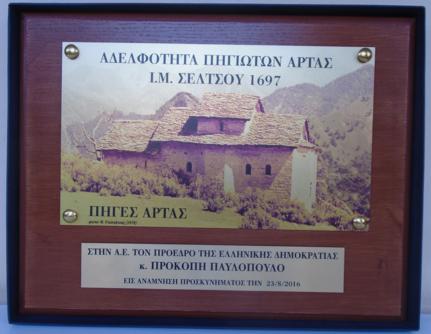 ΑΔΕΛΦΟΤΗΤΑ ΠΗΓΙΩΤΩΝ ΑΡΤΑΣ
Ι.Μ. ΣΕΛΤΣΟΥ 1697
ΠΗΓΕΣ ΑΡΤΑΣ
ΣΤΗΝ Α.Ε. ΤΟΝ ΠΡΟΕΔΡΟ ΤΗΣ ΕΛΛΗΝΙΚΗΣ ΔΗΜΟΚΡΑΤΙΑΣ
κ. ΠΡΟΚΟΠΗ ΠΑΥΛΟΠΟΥΛΟ
ΕΙΣ ΑΝΑΜΝΗΣΗ ΠΡΟΣΚΥΝΗΜΑΤΟΣ ΤΗΝ 23/8/2016